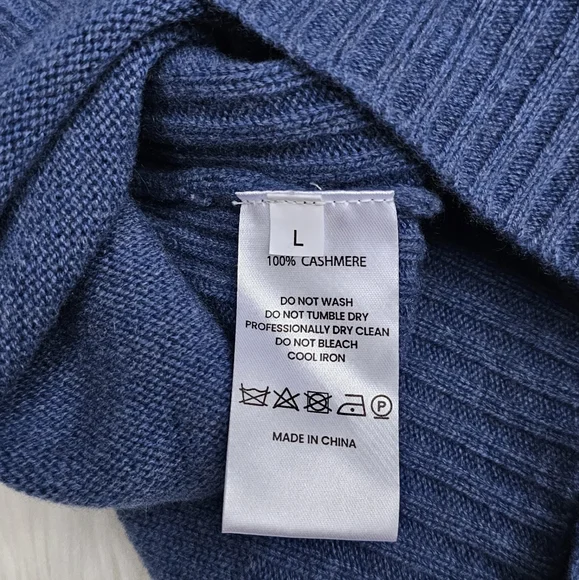 L
100% CASHMERE
DO NOT WASH
DO NOT TUMBLE DRY
PROFESSIONALLY DRY CLEAN
DO NOT BLEACH
COOL IRON
P
MADE IN CHINA